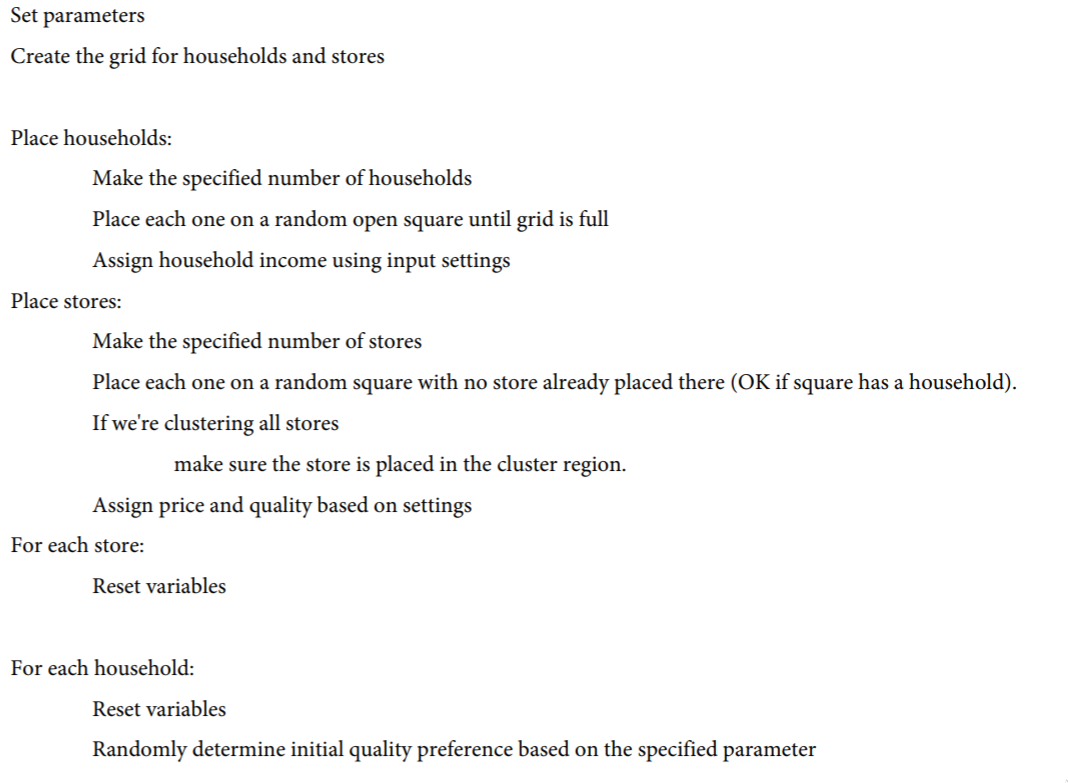 Set parameters
Create the grid for households and stores
Place households:
Make the specified number of households
Place each one on a random open square until grid is full
Assign household income using input settings
Place stores:
Make the specified number of stores
Place each one on a random square with no store already placed there (OK if square has a household).
If we're clustering all stores
make sure the store is placed in the cluster region.
Assign price and quality based on settings
For each store:
Reset variables
For each household:
Reset variables
Randomly determine initial quality preference based on the specified parameter